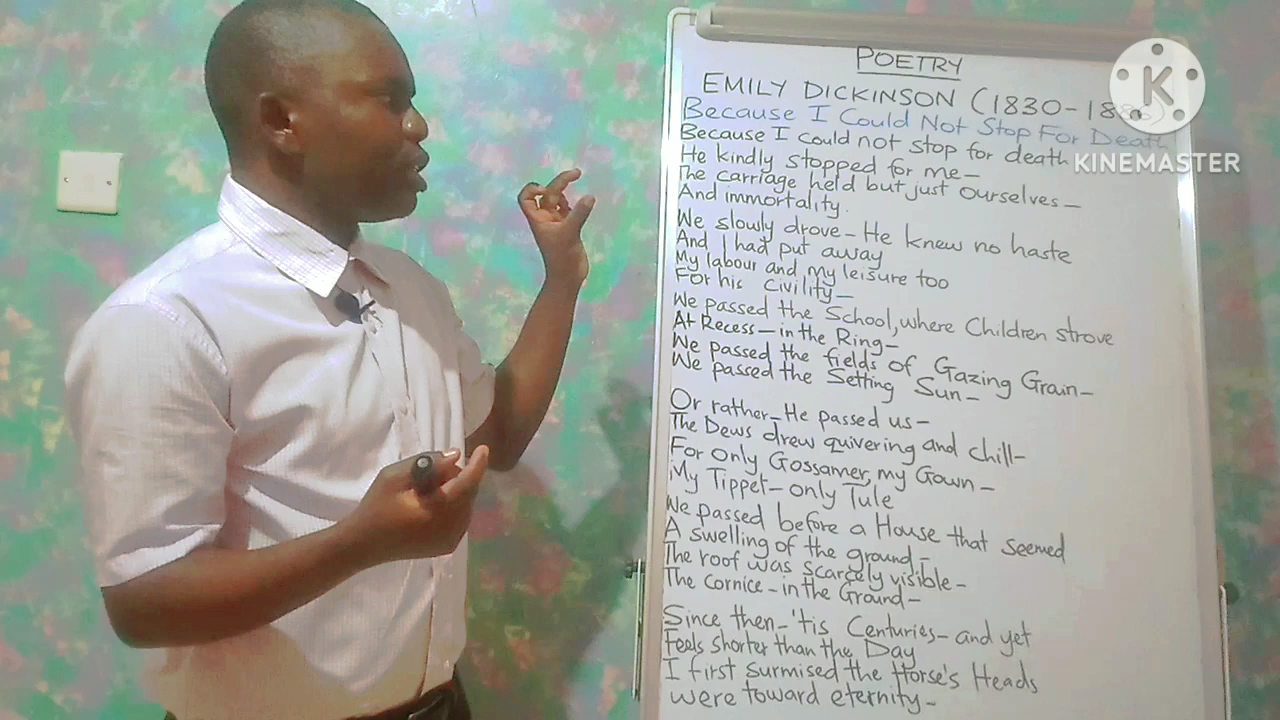 POETRY
EMILY DICKINSON (1830-188
Because I Could Not Stop For Death
Because I could not stop for death
He kindly stopped for me-
The carriage held but just ourselves-
And immortality.
We slowly drove-He knew no haste
And I had put away
My labour and my leisure too
For his civility-
We passed the School, where Children strove
At Recess-in the Ring-
We passed the fields of Gazing Grain-
We passed the Setting Sun-
Or rather-He passed us-
The Dews drew quivering and chill-
For Only Gossamer, my Gown-
My Tippet-only Tule
We passed before a House that seemed
A swelling of the ground-
The roof was scarcely visible-
The Cornice-in the Ground-
Since then-'tis Centuries-and yet
Feels shorter than the Day
I first surmised the Horse's Heads
were toward eternity-
K
KINEMASTER